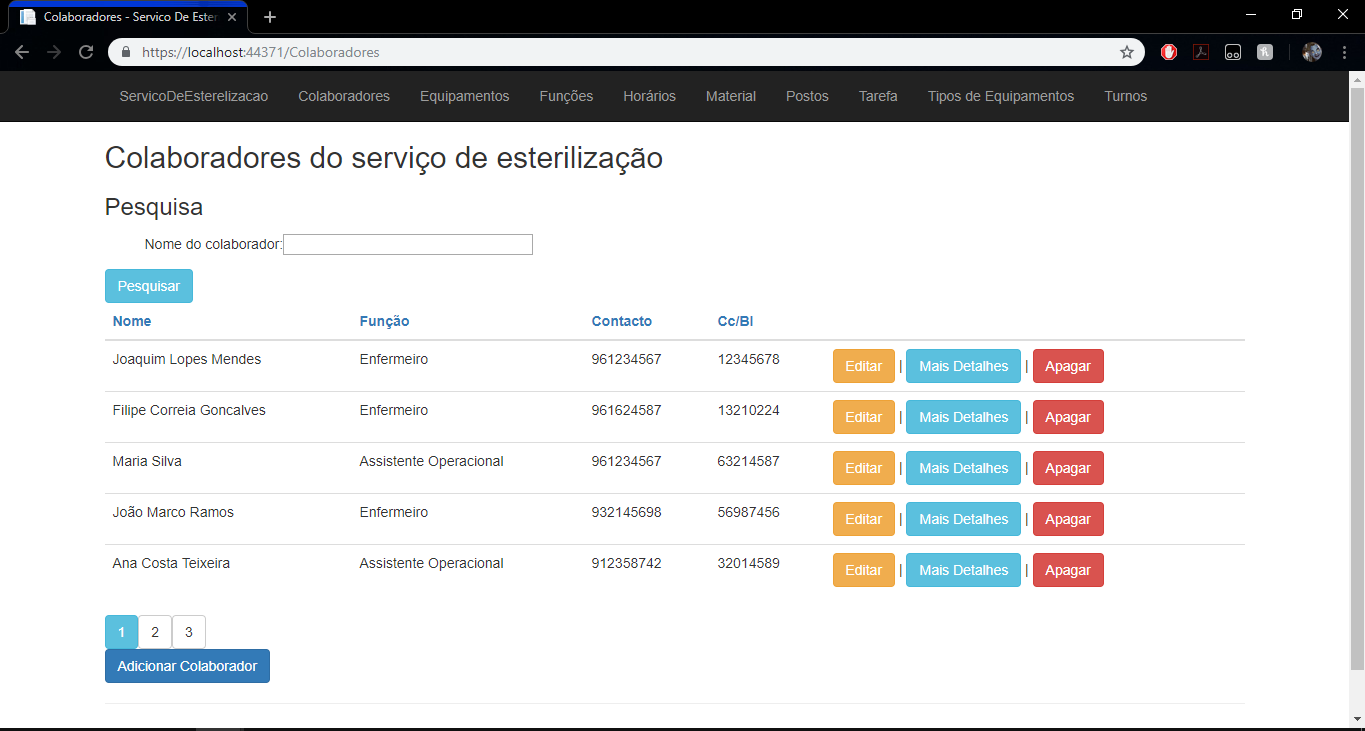 Colaboradores - Servico De Ester
https://localhost:44371/Colaboradores
ServicoDeEsterelizacao Colaboradores Equipamentos Funções Horários Material Postos Tarefa Tipos de Equipamentos Turnos
Colaboradores do serviço de esterilização
Pesquisa
Nome do colaborador:
Pesquisar
Nome Função Contacto Cc/BI
Joaquim Lopes Mendes Enfermeiro 961234567 12345678 Editar | Mais Detalhes | Apagar
Filipe Correia Goncalves Enfermeiro 961624587 13210224 Editar | Mais Detalhes | Apagar
Maria Silva Assistente Operacional 961234567 63214587 Editar | Mais Detalhes | Apagar
João Marco Ramos Enfermeiro 932145698 56987456 Editar | Mais Detalhes | Apagar
Ana Costa Teixeira Assistente Operacional 912358742 32014589 Editar | Mais Detalhes | Apagar
1 2 3
Adicionar Colaborador